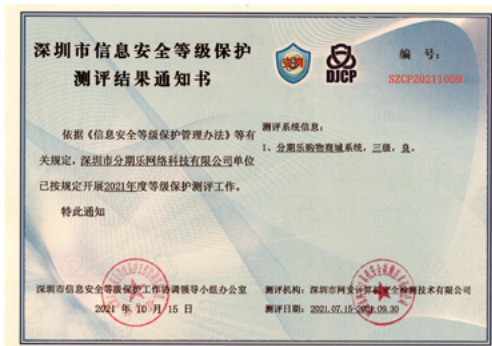 深圳市信息安全等级保护
测评结果通知书
依据《信息安全等级保护管理办法》等有
关规定,深圳市分期乐网络科技有限公司单位
已按规定开展2021年度等级保护测评工作。
特此通知
深圳市信息安全等级保护工作协调领导小组办公室
2021 年 10 月 15 日
DJCP
编 号:
SZCP20211009
测评系统信息:
1、分期乐购物商城系统,三级,良。
测评机构:深圳市网安计算机安全检测技术有限公司
测评日期:2021.07.15-2021.09.30